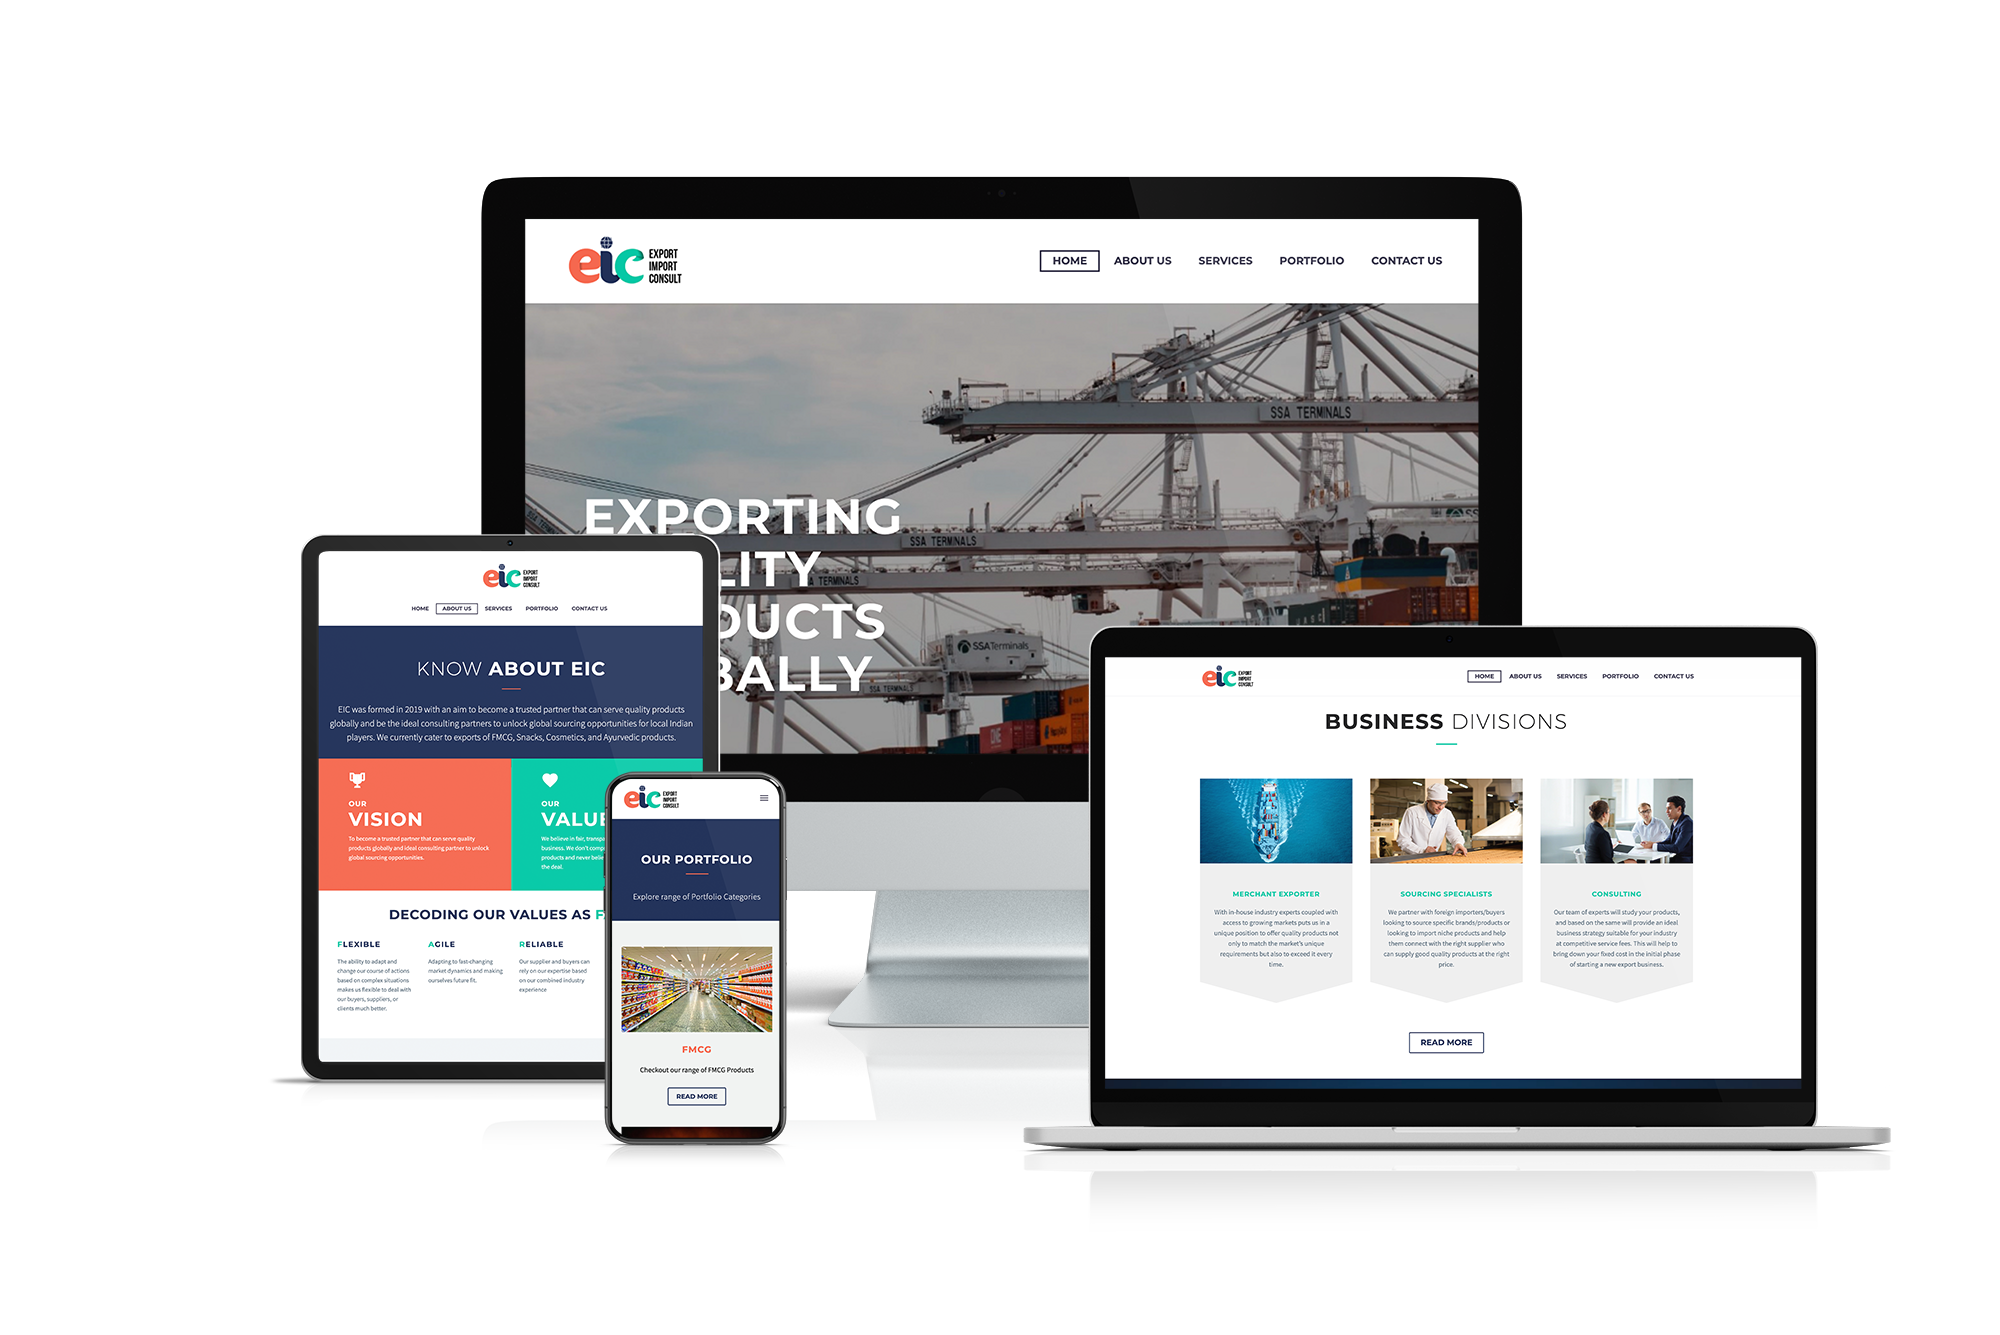 eic EXPORT
IMPORT
CONSULT
HOME ABOUT US SERVICES PORTFOLIO CONTACT US
SSA TERMINALS
EXPORTING
SSA TERMINALS
LITY
SSA TERMINALS
SSA TERMINALS
DUCTS
SSA Terminals
BALLY
SSA TERMINALS
ONE
eic EXPORT
IMPORT
CONSULT
HOME ABOUT US SERVICES PORTFOLIO CONTACT US
KNOW ABOUT EIC
EIC was formed in 2019 with an aim to become a trusted partner that can serve quality products
globally and be the ideal consulting partners to unlock global sourcing opportunities for local Indian
players. We currently cater to exports of FMCG, Snacks, Cosmetics, and Ayurvedic products.
OUR
VISION
To become a trusted partner that can serve quality
products globally and ideal consulting partner to unlock
global sourcing opportunities.
OUR
VALUE
We believe in fair, transpa
business. We don't comp
products and never belie
the deal.
DECODING OUR VALUES AS F
FLEXIBLE
The ability to adapt and
change our course of actions
based on complex situations
makes us flexible to deal with
our buyers, suppliers, or
clients much better.
AGILE
Adapting to fast-changing
market dynamics and making
ourselves future fit.
RELIABLE
Our supplier and buyers can
rely on our expertise based
on our combined industry
experience
eic EXPORT
IMPORT
CONSULT
OUR PORTFOLIO
Explore range of Portfolio Categories
FMCG
Checkout our range of FMCG Products
READ MORE
eic EXPORT
IMPORT
CONSULT
HOME ABOUT US SERVICES PORTFOLIO CONTACT US
BUSINESS DIVISIONS
MERCHANT EXPORTER
With in-house industry experts coupled with
access to growing markets puts us in a
unique position to offer quality products not
only to match the market's unique
requirements but also to exceed it every
time.
SOURCING SPECIALISTS
We partner with foreign importers/buyers
looking to source specific brands/products or
looking to import niche products and help
them connect with the right supplier who
can supply good quality products at the right
price.
CONSULTING
Our team of experts will study your products,
and based on the same will provide an ideal
business strategy suitable for your industry
at competitive service fees. This will help to
bring down your fixed cost in the initial phase
of starting a new export business.
READ MORE